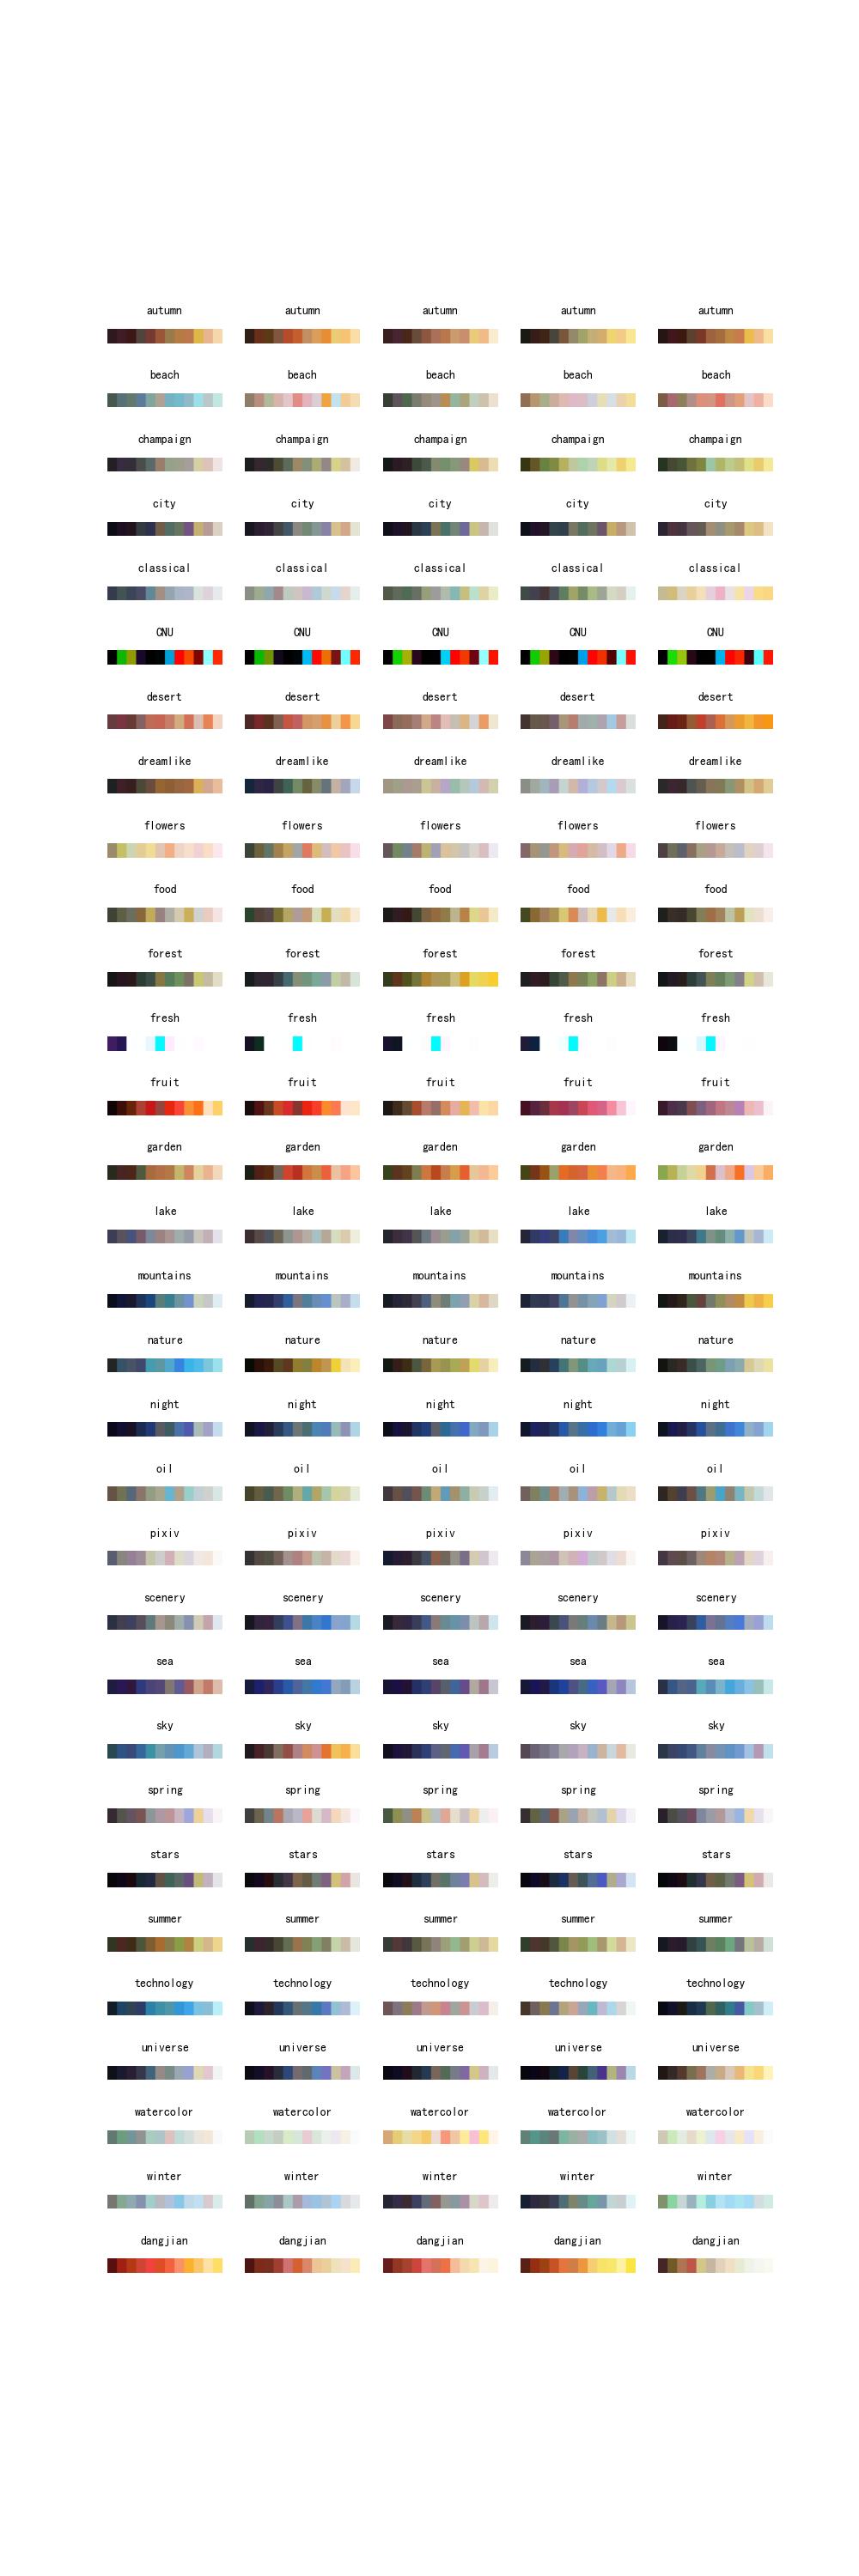 autumn autumn autumn autumn autumn
beach beach beach beach beach
champaign champaign champaign champaign champaign
city city city city city
classical classical classical classical classical
CNU CNU CNU CNU CNU
desert desert desert desert desert
dreamlike dreamlike dreamlike dreamlike dreamlike
flowers flowers flowers flowers flowers
food food food food food
forest forest forest forest forest
fresh fresh fresh fresh fresh
fruit fruit fruit fruit fruit
garden garden garden garden garden
lake lake lake lake lake
mountains mountains mountains mountains mountains
nature nature nature nature nature
night night night night night
oil oil oil oil oil
pixiv pixiv pixiv pixiv pixiv
scenery scenery scenery scenery scenery
sea sea sea sea sea
sky sky sky sky sky
spring spring spring spring spring
stars stars stars stars stars
summer summer summer summer summer
technology technology technology technology technology
universe universe universe universe universe
watercolor watercolor watercolor watercolor watercolor
winter winter winter winter winter
dangjian dangjian dangjian dangjian dangjian